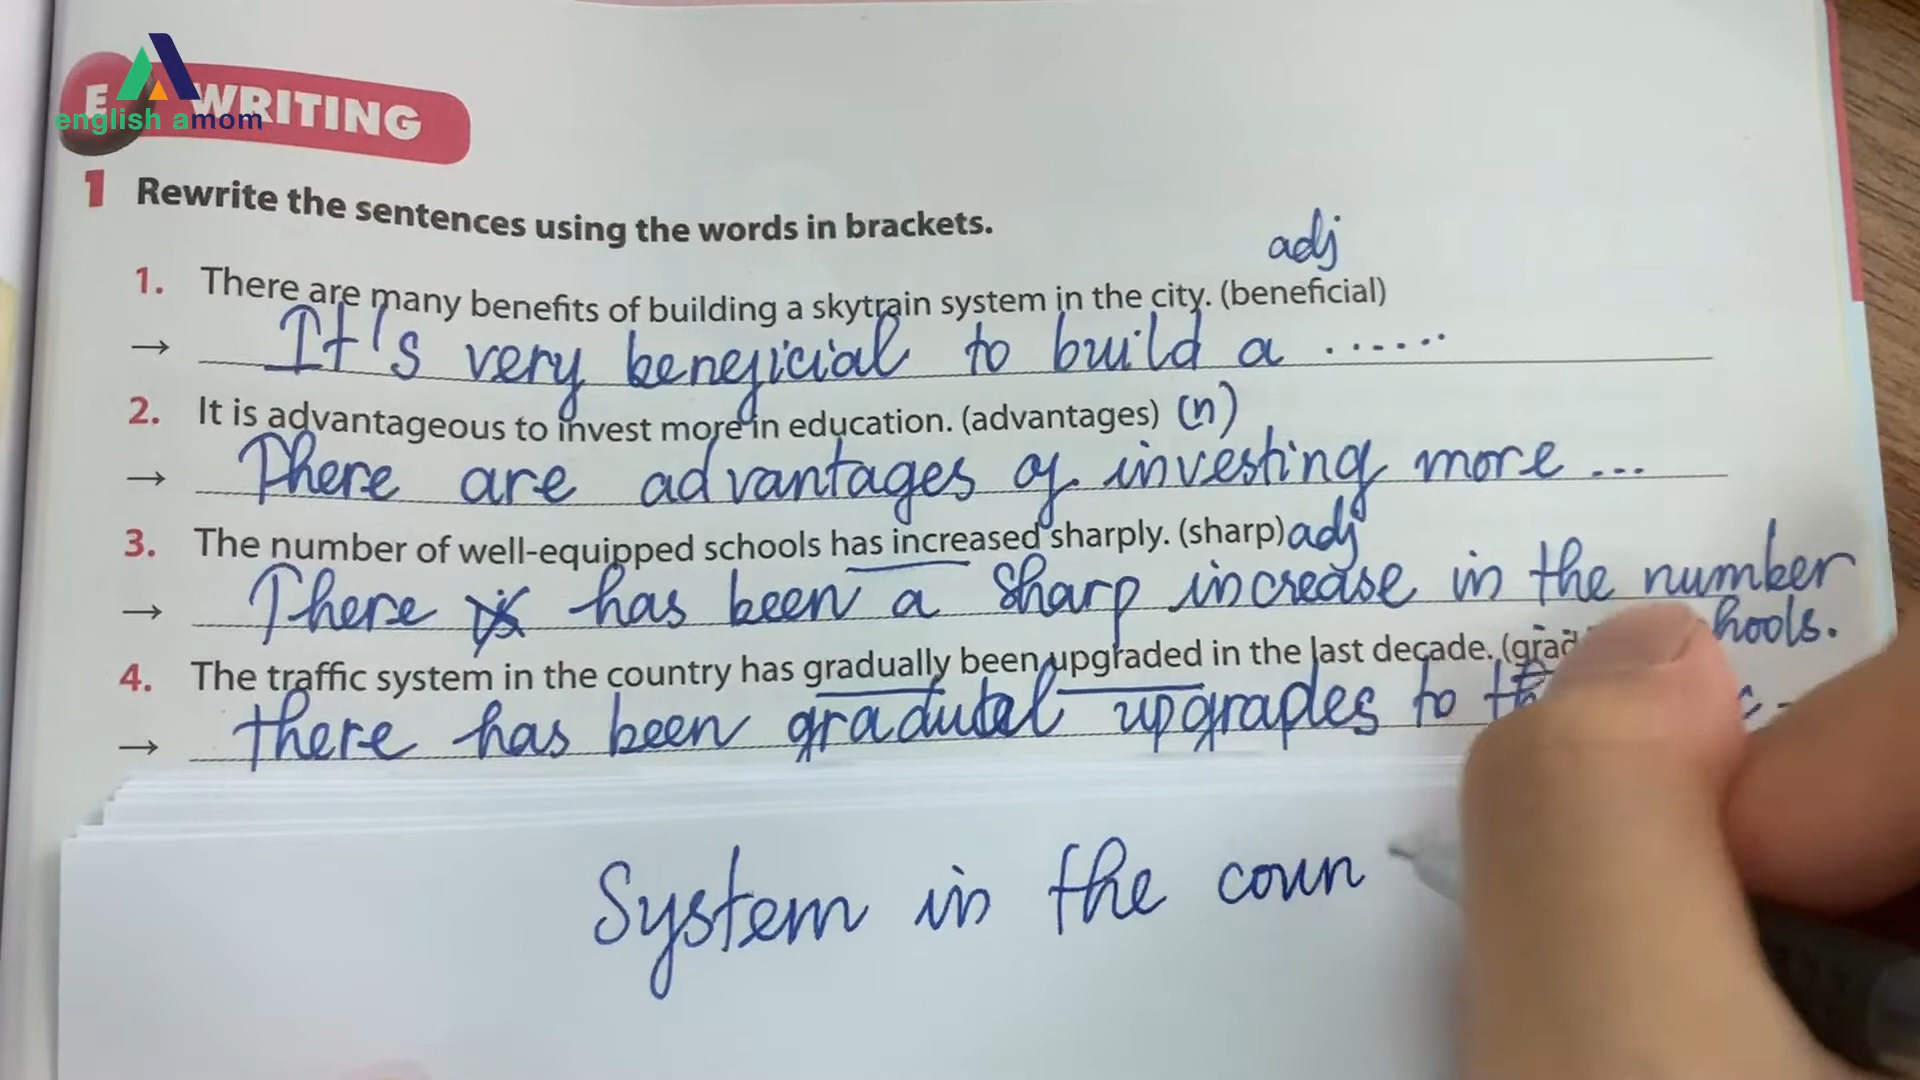 E WRITING
english amom
1 Rewrite the sentences using the words in brackets.
adj
1. There are many benefits of building a skytrain system in the city. (beneficial)
→ It's very beneficial to build a ......
2. It is advantageous to invest more in education. (advantages) (n)
→ There are advantages of investing more ...
3. The number of well-equipped schools has increased sharply. (sharp) adj
→ There is has been a sharp increase in the number
hools.
4. The traffic system in the country has gradually been upgraded in the last decade. (grad
→ there has been gradual upgrades to
System in the coun